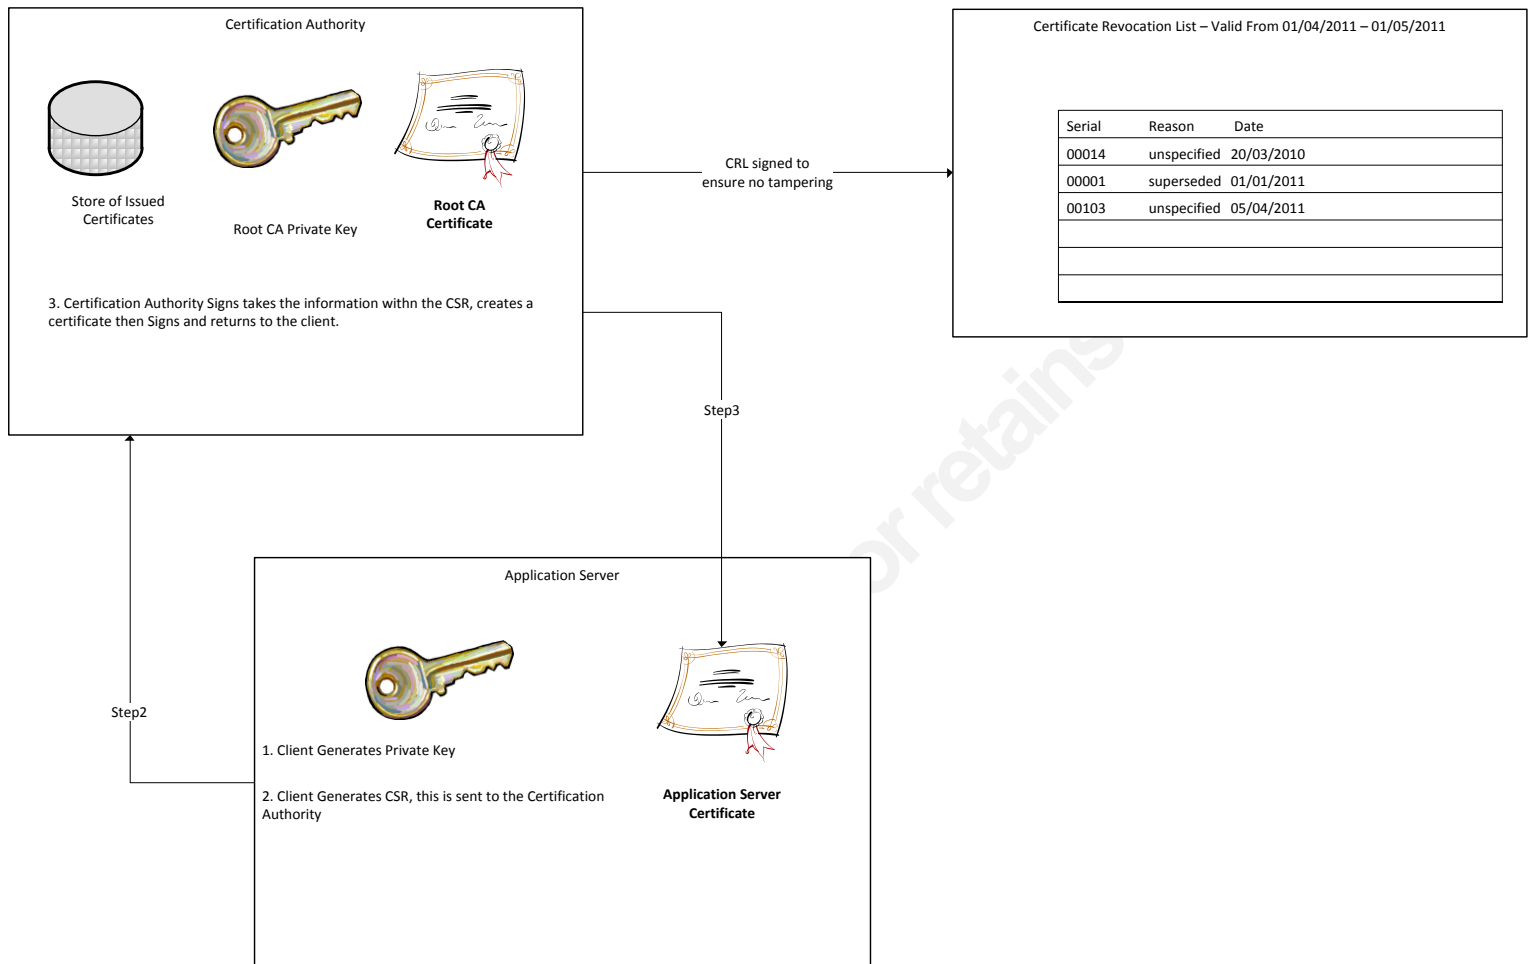 Certification Authority
Store of Issued
Certificates
Root CA Private Key
Root CA
Certificate
3. Certification Authority Signs takes the information withn the CSR, creates a
certificate then Signs and returns to the client.
CRL signed to
ensure no tampering
Certificate Revocation List – Valid From 01/04/2011 – 01/05/2011
Serial Reason Date
00014 unspecified 20/03/2010
00001 superseded 01/01/2011
00103 unspecified 05/04/2011
Step3
or retains
Step2
Application Server
1. Client Generates Private Key
2. Client Generates CSR, this is sent to the Certification
Authority
Application Server
Certificate